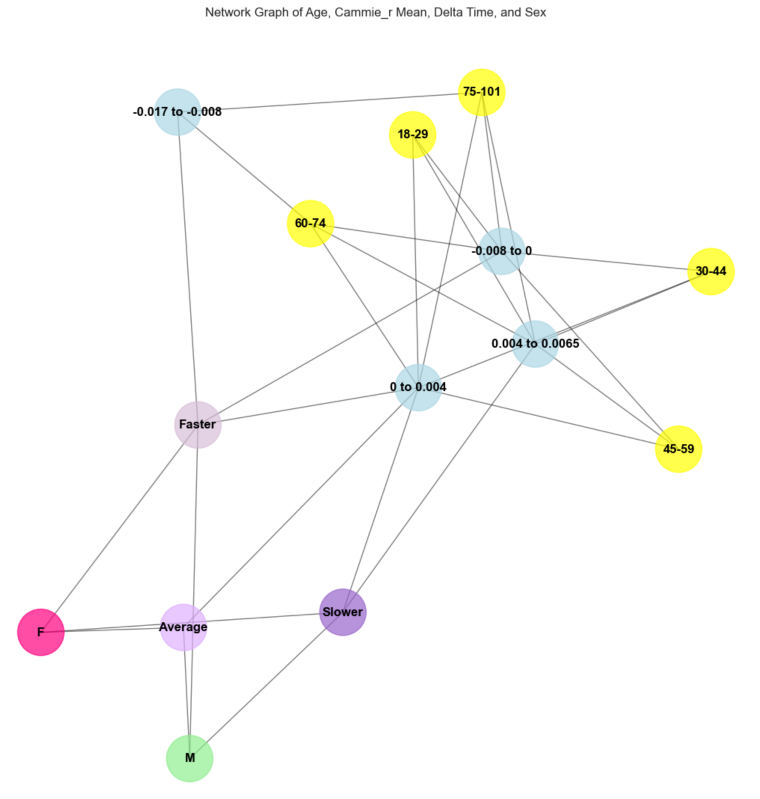 Network Graph of Age, Cammie_r Mean, Delta Time, and Sex
75-101
-0.017 to -0.008
18-29
60-74
-0.008 to 0
30-44
0.004 to 0.0065
0 to 0.004
Faster
45-59
Slower
Average
F
M